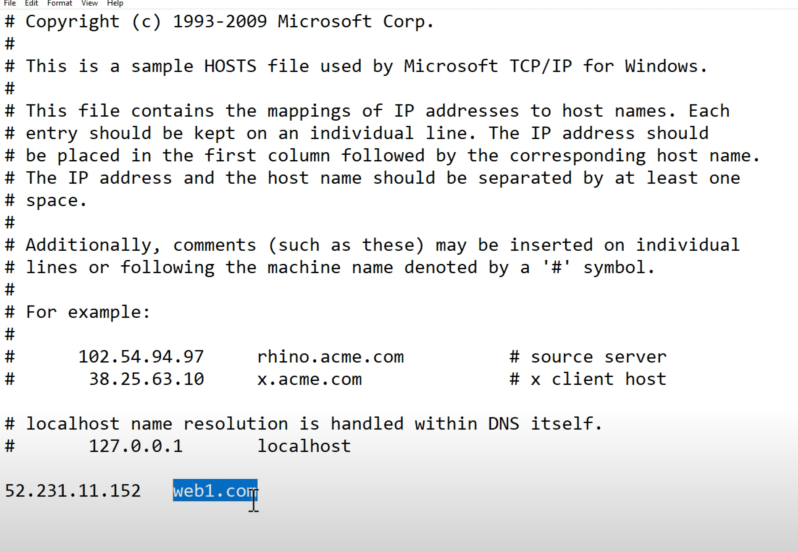 File Edit Format View Help
# Copyright (c) 1993-2009 Microsoft Corp.
#
# This is a sample HOSTS file used by Microsoft TCP/IP for Windows.
#
# This file contains the mappings of IP addresses to host names. Each
# entry should be kept on an individual line. The IP address should
# be placed in the first column followed by the corresponding host name.
# The IP address and the host name should be separated by at least one
# space.
#
# Additionally, comments (such as these) may be inserted on individual
# lines or following the machine name denoted by a '#' symbol.
#
# For example:
#
#      102.54.94.97     rhino.acme.com          # source server
#       38.25.63.10     x.acme.com              # x client host

# localhost name resolution is handled within DNS itself.
#       127.0.0.1       localhost

52.231.11.152   web1.com